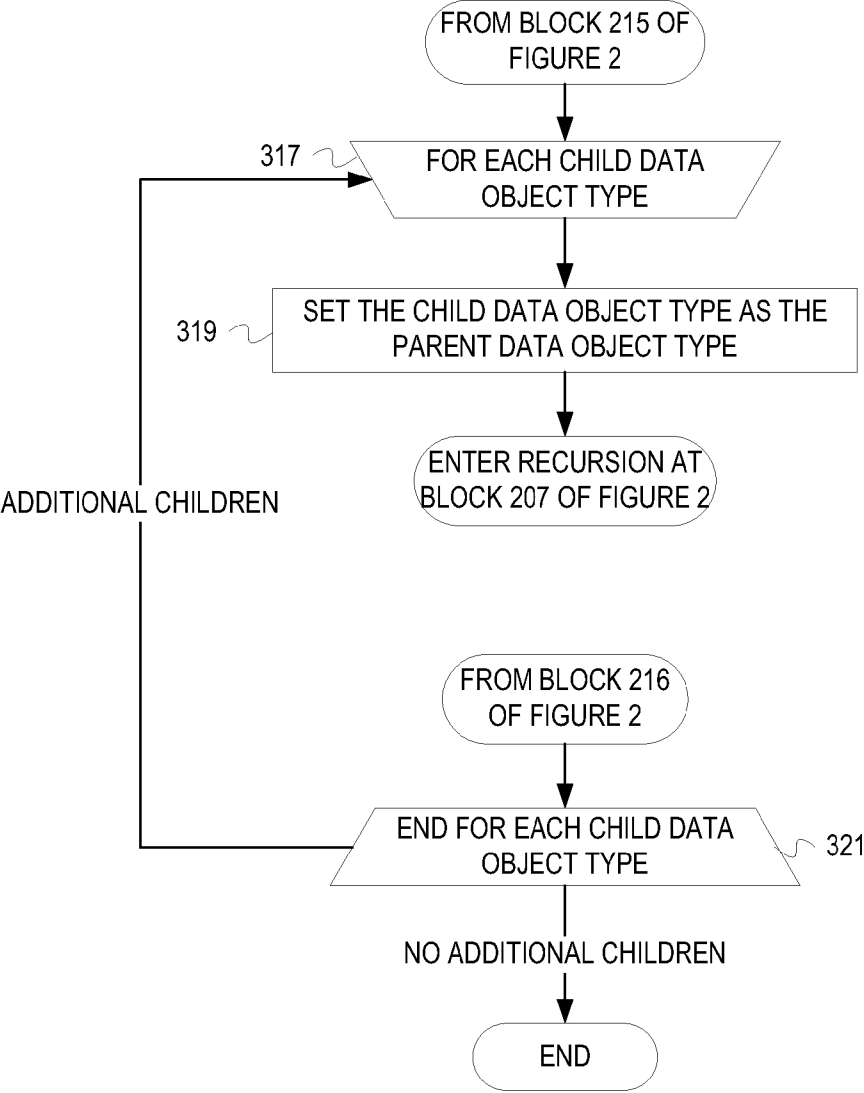 FROM BLOCK 215 OF
FIGURE 2
317
FOR EACH CHILD DATA
OBJECT TYPE
319
SET THE CHILD DATA OBJECT TYPE AS THE
PARENT DATA OBJECT TYPE
ENTER RECURSION AT
BLOCK 207 OF FIGURE 2
ADDITIONAL CHILDREN
FROM BLOCK 216
OF FIGURE 2
END FOR EACH CHILD DATA
OBJECT TYPE
321
NO ADDITIONAL CHILDREN
END